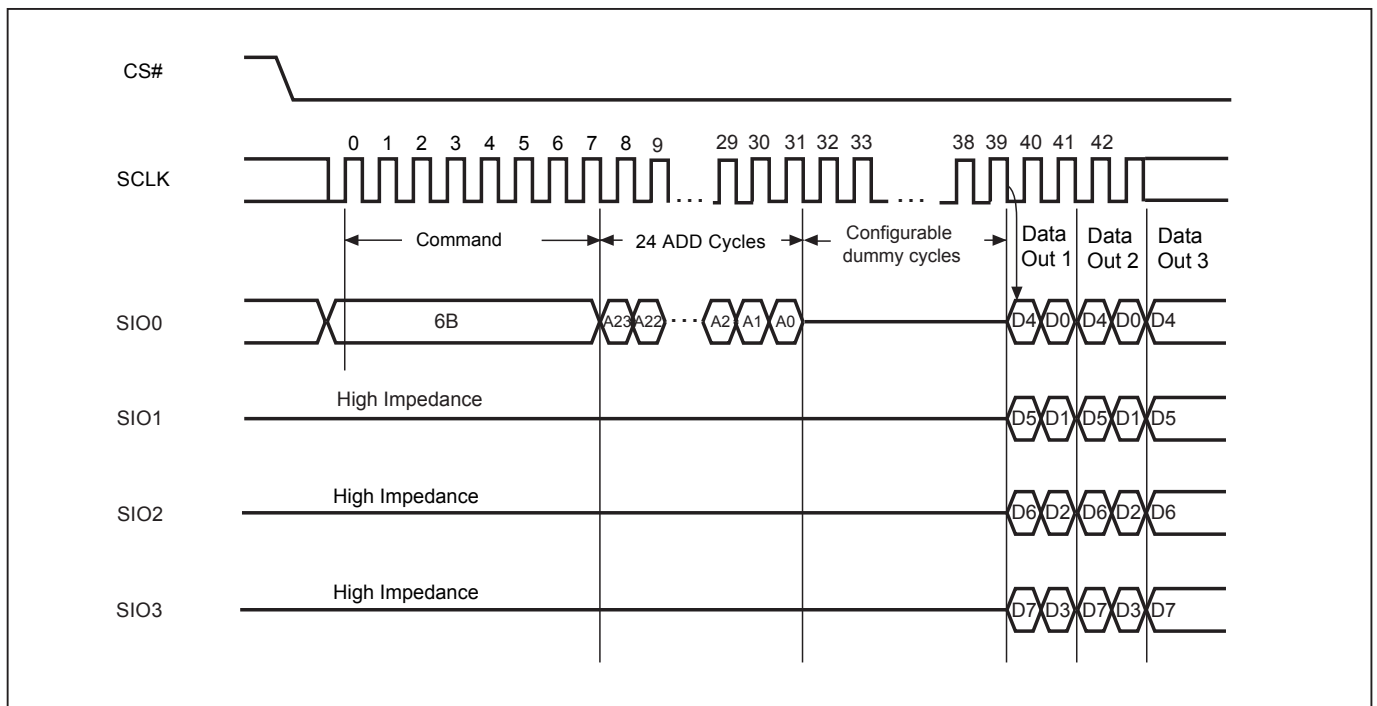 CS#
0 1 2 3 4 5 6 7 8 9 29 30 31 32 33 38 39 40 41 42
SCLK
. . . . . .
Command 24 ADD Cycles Configurable dummy cycles Data Out 1 Data Out 2 Data Out 3
SIO0 6B A23 A22 . . . A2 A1 A0 D4 D0 D4 D0 D4
High Impedance
SIO1 D5 D1 D5 D1 D5
High Impedance
SIO2 D6 D2 D6 D2 D6
High Impedance
SIO3 D7 D3 D7 D3 D7